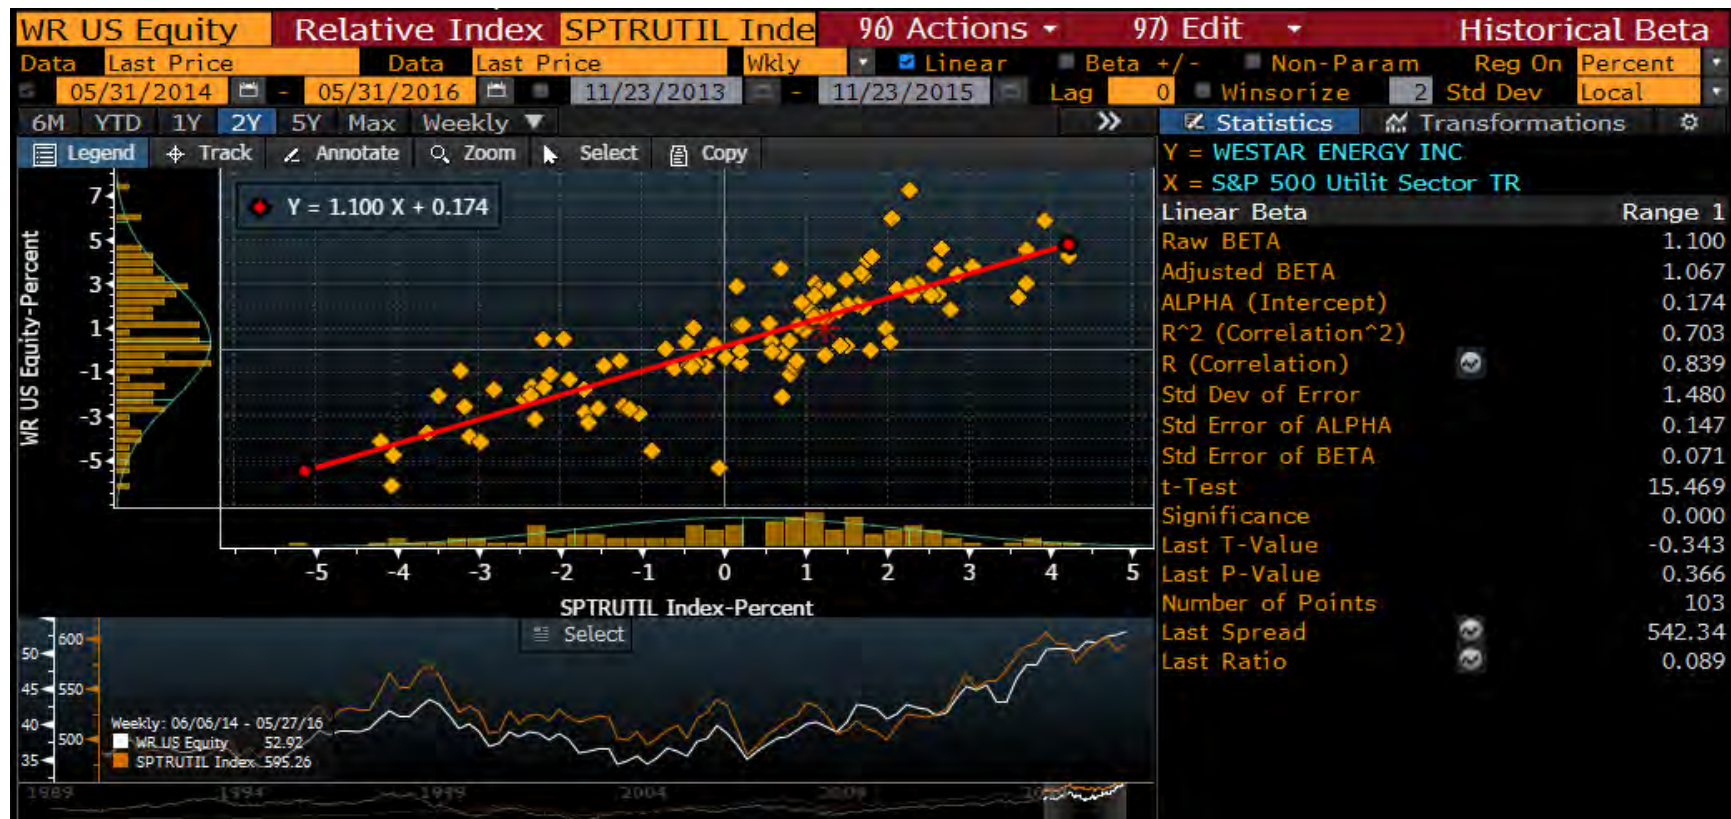 WR US Equity Relative Index SPTRUTIL Inde 96) Actions 97) Edit Historical Beta
Data Last Price Data Last Price Wkly Linear Beta +/- Non-Param Reg On Percent
05/31/2014 - 05/31/2016 11/23/2013 - 11/23/2015 Lag 0 Winsorize 2 Std Dev Local
6M YTD 1Y 2Y 5Y Max Weekly ▼ » Statistics Transformations
Legend Track Annotate Zoom Select Copy
Y = WESTAR ENERGY INC
X = S&P 500 Utilit Sector TR
Linear Beta Range 1
Raw BETA 1.100
Adjusted BETA 1.067
ALPHA (Intercept) 0.174
R^2 (Correlation^2) 0.703
R (Correlation) 0.839
Std Dev of Error 1.480
Std Error of ALPHA 0.147
Std Error of BETA 0.071
t-Test 15.469
Significance 0.000
Last T-Value -0.343
Last P-Value 0.366
Number of Points 103
Last Spread 542.34
Last Ratio 0.089
Y = 1.100 X + 0.174
WR US Equity-Percent
7
5
3
1
-1
-3
-5
-5 -4 -3 -2 -1 0 1 2 3 4 5
SPTRUTIL Index-Percent
Select
50
45
40
35
600
550
500
Weekly: 06/06/14 - 05/27/16
WR US Equity 52.92
SPTRUTIL Index 595.26
1989 1994 1999 2004 2009